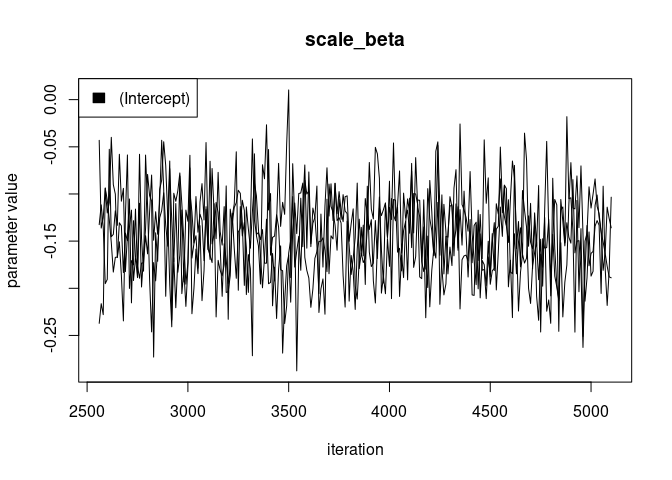 scale_beta
(Intercept)
0.00
-0.05
-0.15
-0.25
parameter value
2500 3000 3500 4000 4500 5000
iteration